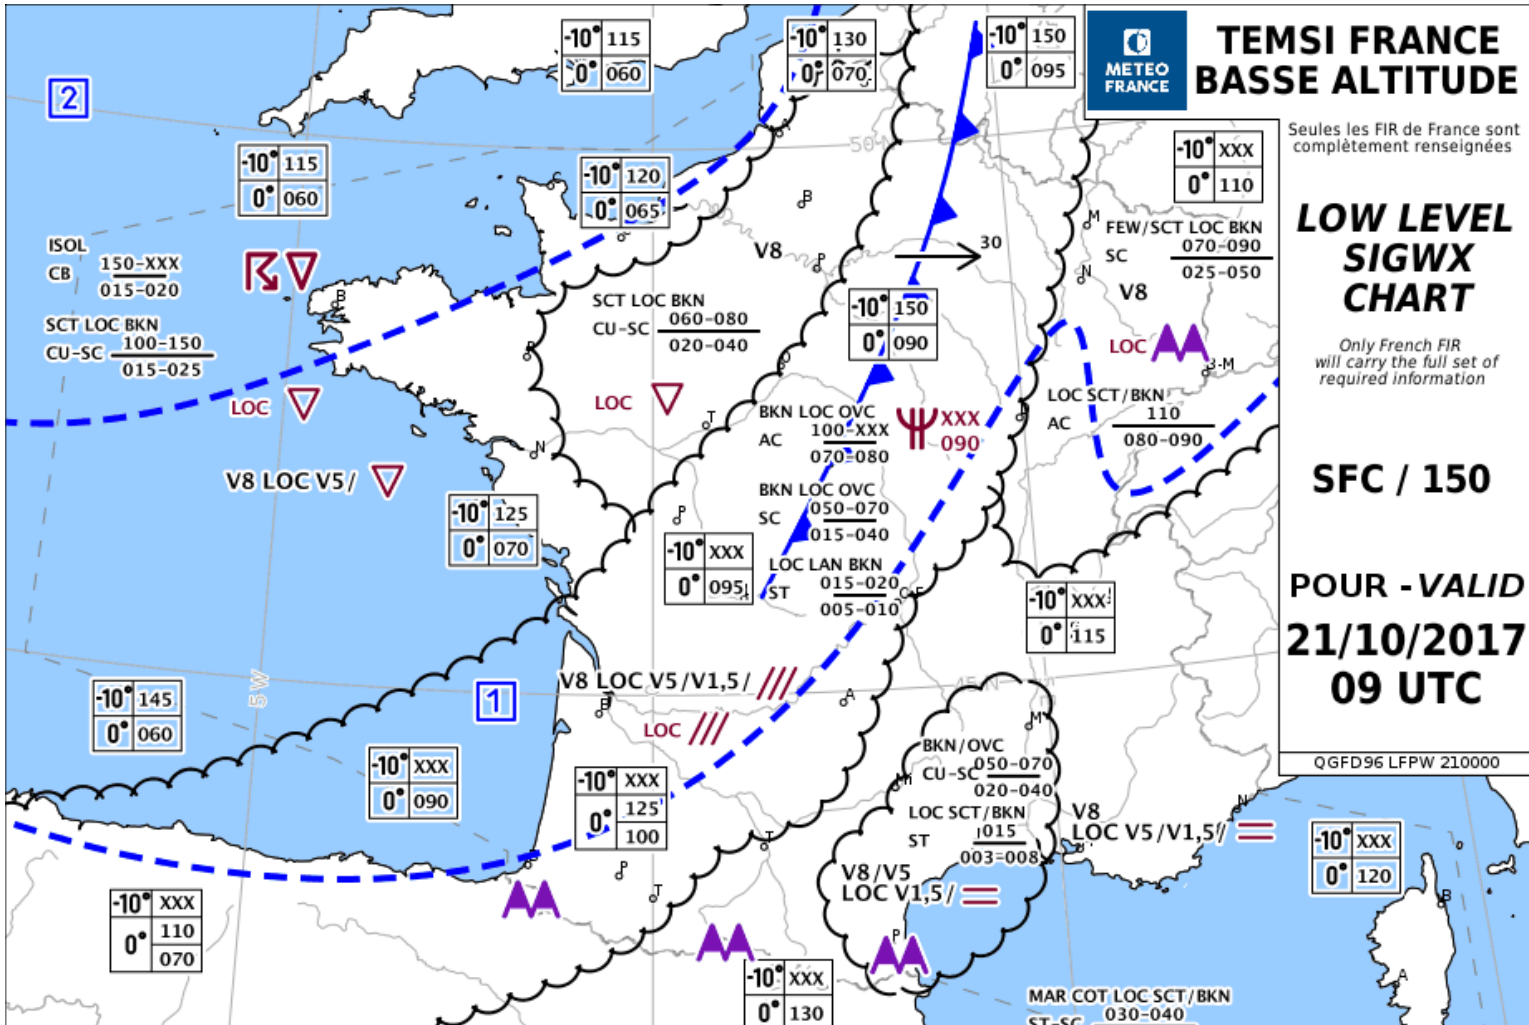 TEMSI FRANCE
BASSE ALTITUDE
METEO
FRANCE
Seules les FIR de France sont
complètement renseignées
LOW LEVEL
SIGWX
CHART
Only French FIR
will carry the full set of
required information
SFC / 150
POUR - VALID
21/10/2017
09 UTC
QGFD96 LFPW 210000
-10° 115
0° 060
-10° 130
0° 070
-10° 150
0° 095
2
50°N
-10° XXX
0° 110
-10° 115
0° 060
-10° 120
0° 065
C
B
M
FEW/SCT LOC BKN
SC 070-090
025-050
ISOL
CB 150-XXX
015-020
V8
P
30
N
V8
B
SCT LOC BKN
CU-SC 060-080
020-040
-10° 150
0° 090
SCT LOC BKN
CU-SC 100-150
015-025
R
O
LOC
B-M
LOC
LOC
T
BKN LOC OVC
AC 100-XXX
070-080
XXX
090
LOC SCT/BKN
AC 110
080-090
N
V8 LOC V5/
BKN LOC OVC
SC 050-070
015-040
-10° 125
0° 070
P
-10° XXX
0° 095
LOC LAN BKN
ST 015-020
005-010
C-F
-10° XXX
0° 115
5°W
V8 LOC V5/V1,5/
45°N
-10° 145
0° 060
1
B
A
LOC
M
-10° XXX
0° 090
-10° XXX
0° 125
100
BKN/OVC
CU-SC 050-070
020-040
LOC SCT/BKN
ST 015
003-008
V8
LOC V5/V1,5/
N
T
P
T
V8/V5
LOC V1,5/
-10° XXX
0° 120
-10° XXX
0° 110
070
P
B
-10° XXX
0° 130
A
MAR COT LOC SCT/BKN
ST-SC 030-040